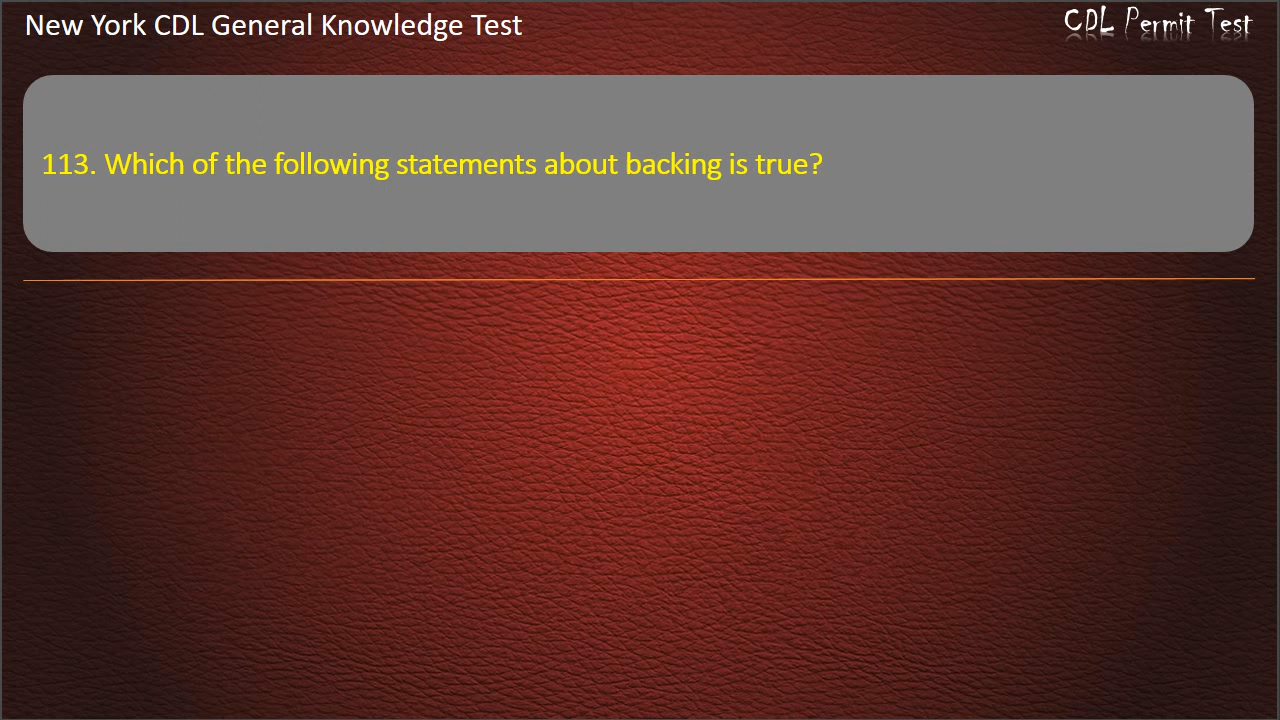 New York CDL General Knowledge Test
CDL Permit Test
113. Which of the following statements about backing is true?